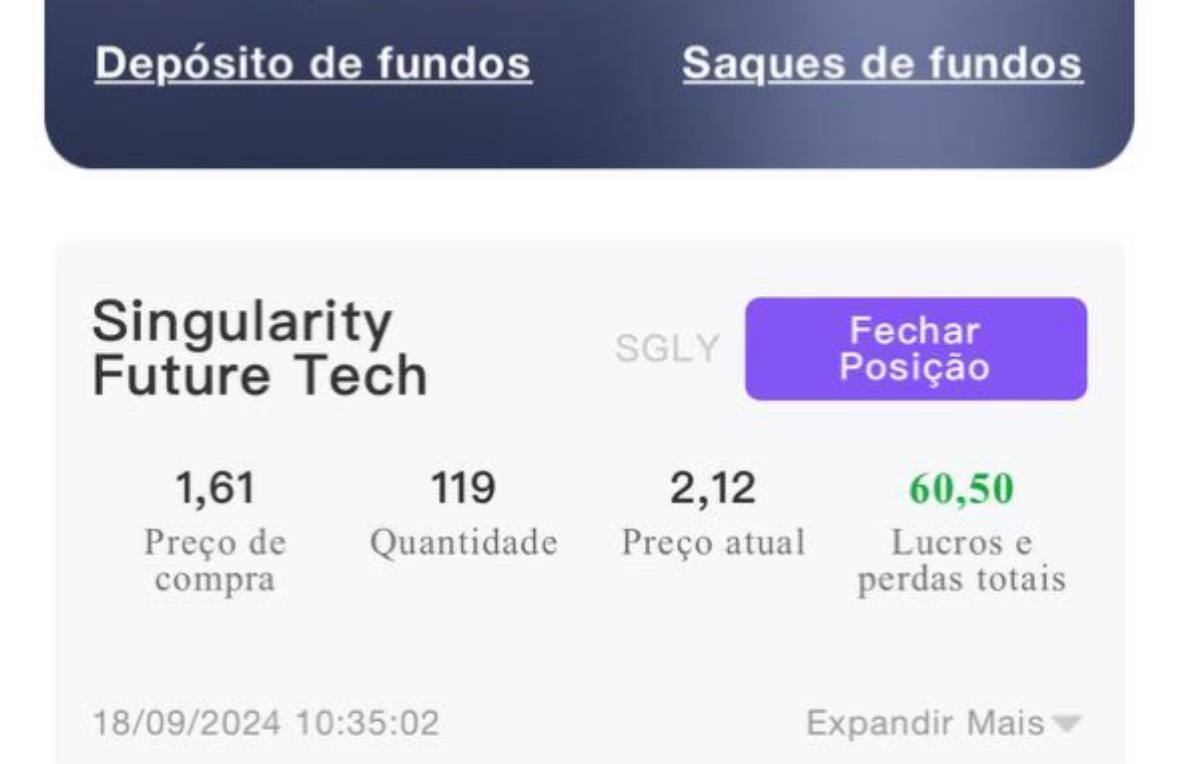 Depósito de fundos Saques de fundos
Singularity
Future Tech
SGLY
Fechar
Posição
1,61 119 2,12 60,50
Preço de
compra
Quantidade
Preço atual
Lucros e
perdas totais
18/09/2024 10:35:02 Expandir Mais